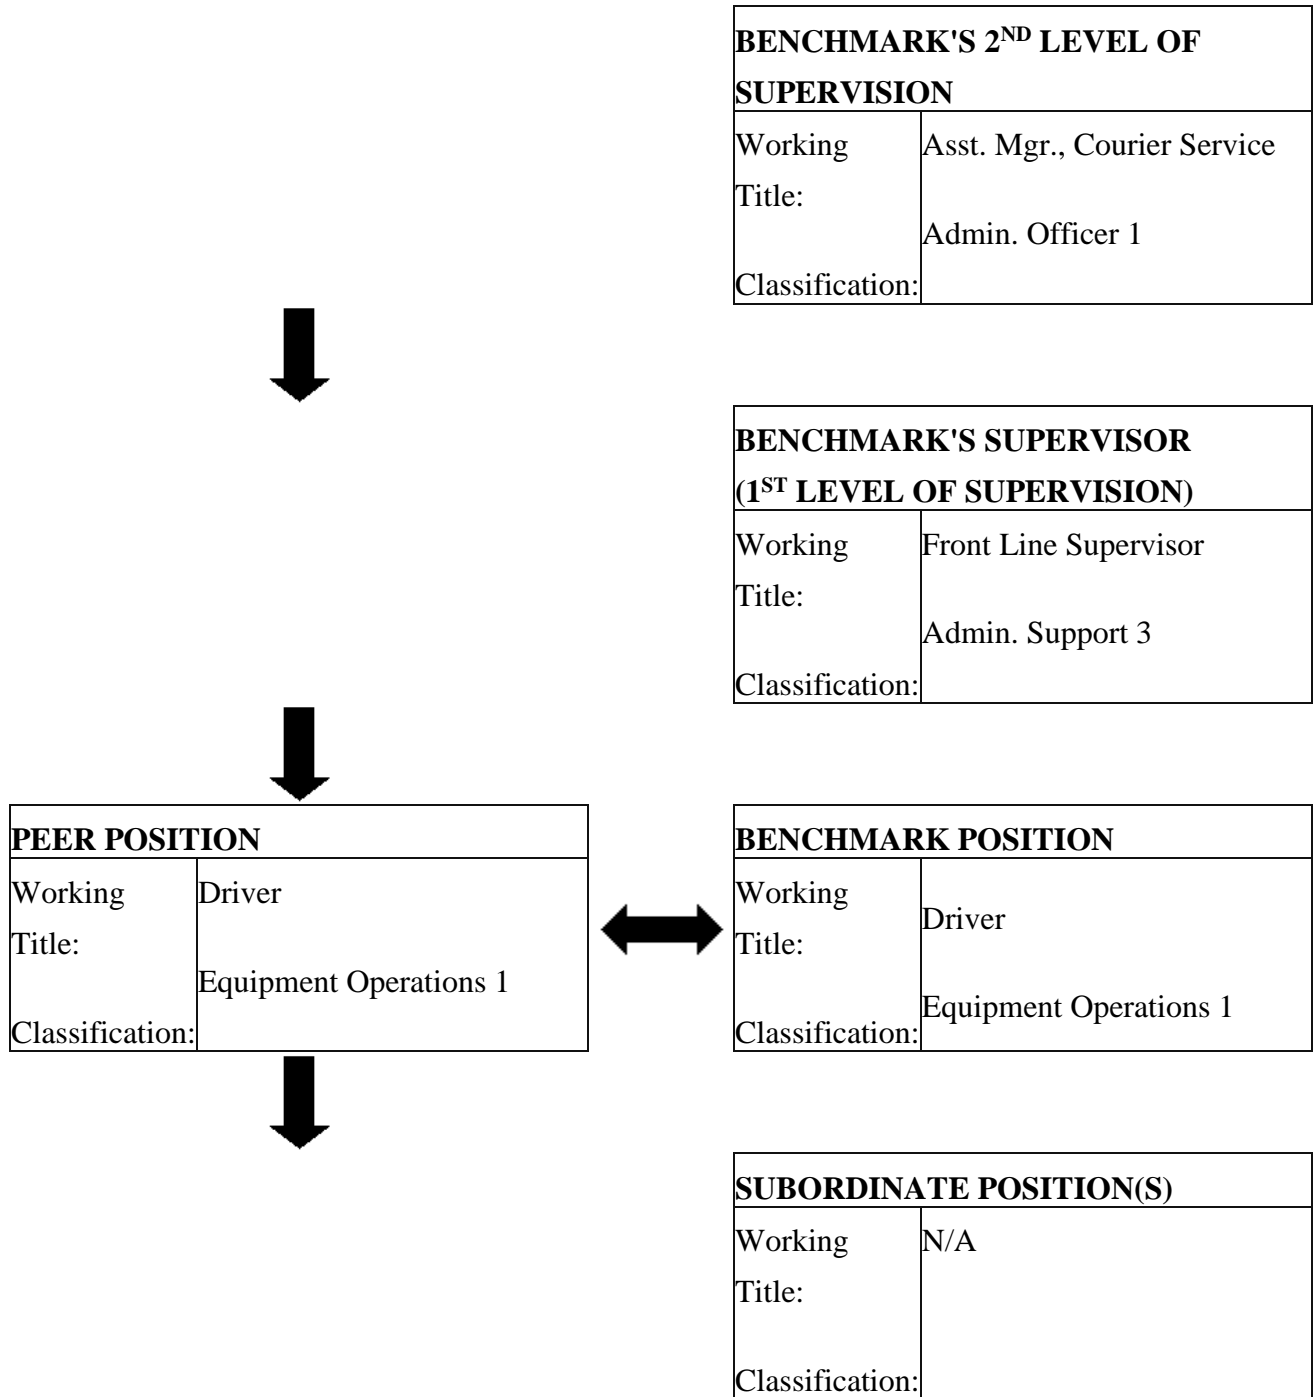 BENCHMARK'S 2ND LEVEL OF
SUPERVISION
Working Title:
Asst. Mgr., Courier Service
Classification:
Admin. Officer 1
BENCHMARK'S SUPERVISOR
(1ST LEVEL OF SUPERVISION)
Working Title:
Front Line Supervisor
Classification:
Admin. Support 3
PEER POSITION
Working Title:
Driver
Classification:
Equipment Operations 1
BENCHMARK POSITION
Working Title:
Driver
Classification:
Equipment Operations 1
SUBORDINATE POSITION(S)
Working Title:
N/A
Classification: